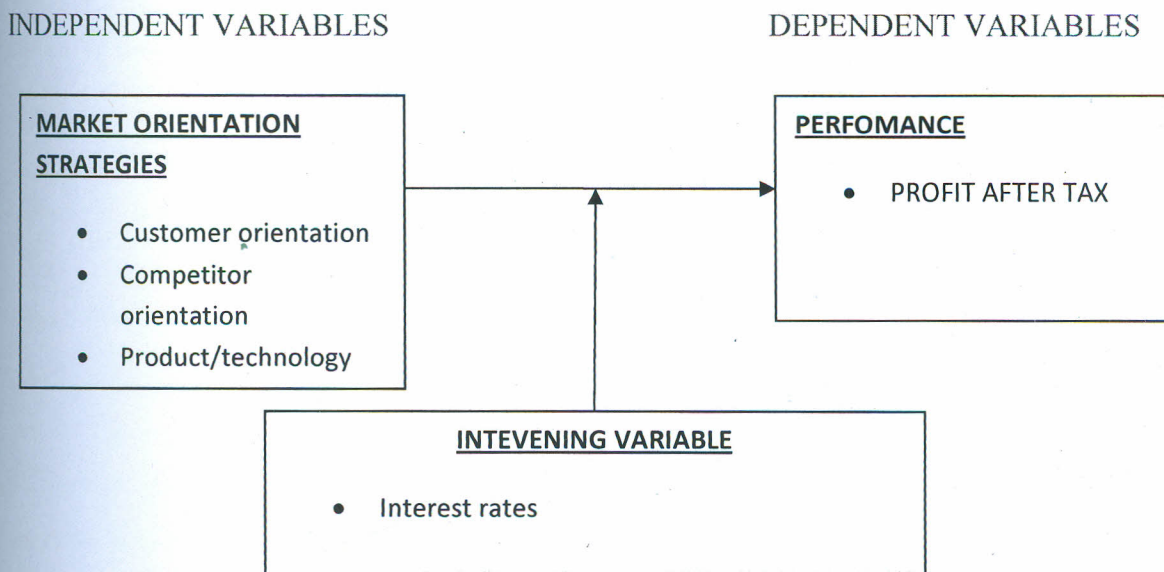 INDEPENDENT VARIABLES
DEPENDENT VARIABLES
MARKET ORIENTATION
STRATEGIES
• Customer orientation
• Competitor
orientation
• Product/technology
PERFOMANCE
• PROFIT AFTER TAX
INTEVENING VARIABLE
• Interest rates